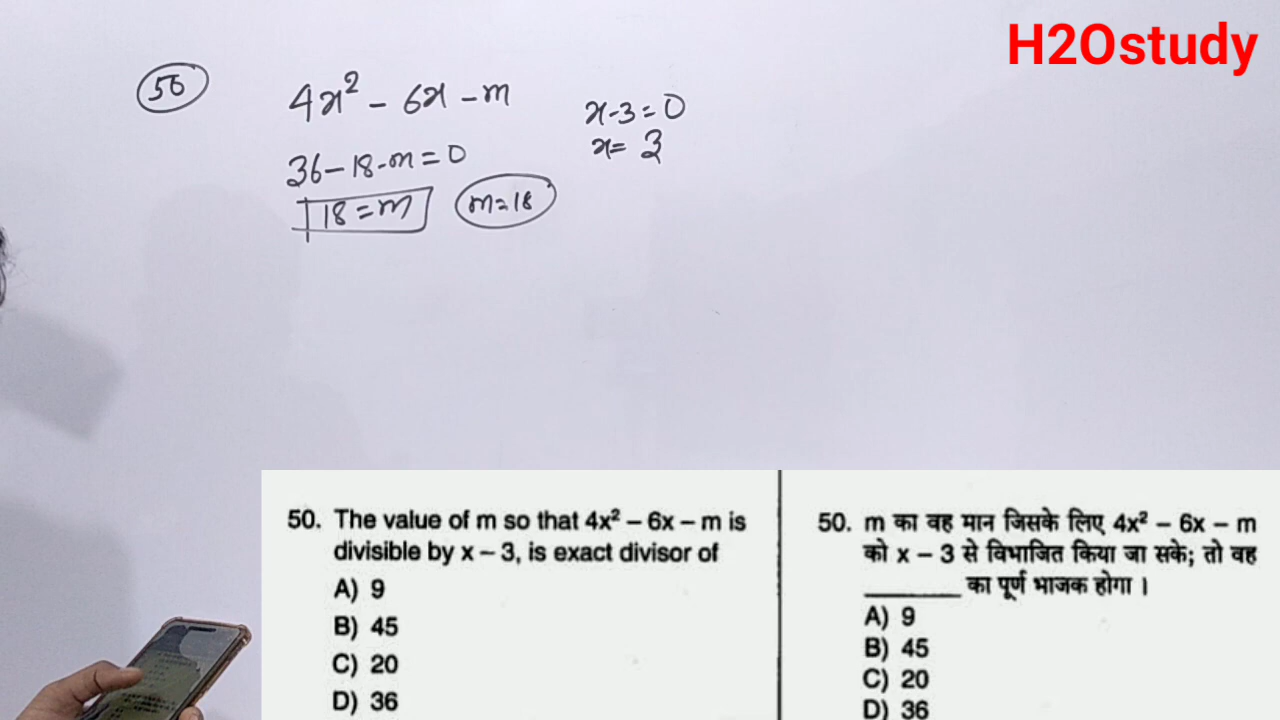 H2Ostudy
50
4x² - 6x - m
x-3=0
x= 3
36-18-m=0
18=m
m=18
50. The value of m so that 4x² – 6x – m is
divisible by x – 3, is exact divisor of
A) 9
B) 45
C) 20
D) 36
50. m का वह मान जिसके लिए 4x² – 6x – m
को x – 3 से विभाजित किया जा सके; तो वह
________ का पूर्ण भाजक होगा ।
A) 9
B) 45
C) 20
D) 36